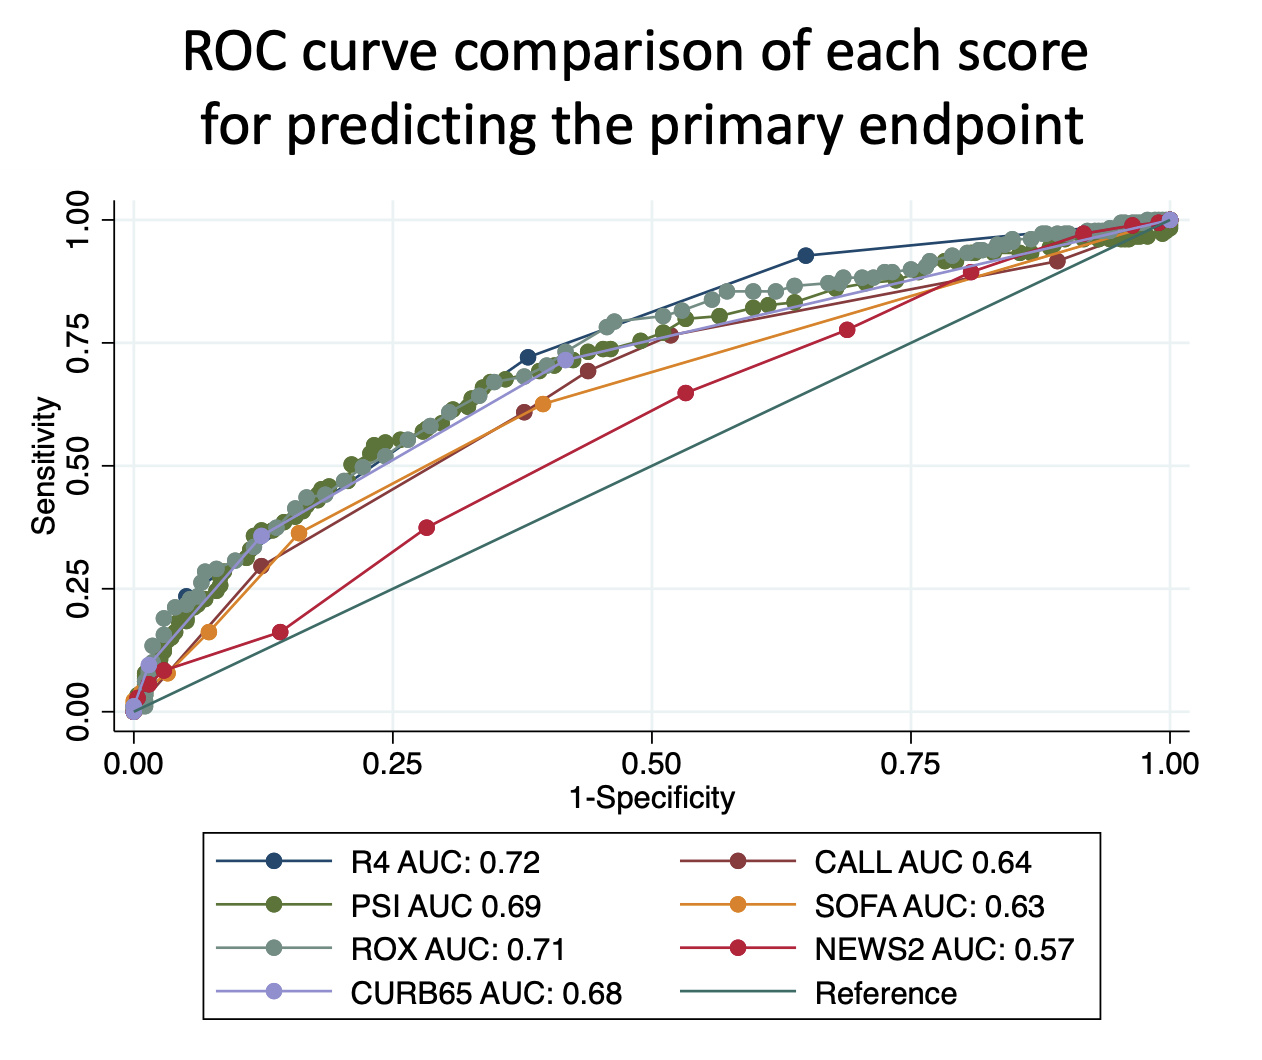 ROC curve comparison of each score
for predicting the primary endpoint
Sensitivity
1.00
0.75
0.50
0.25
0.00
0.00 0.25 0.50 0.75 1.00
1-Specificity
R4 AUC: 0.72
CALL AUC 0.64
PSI AUC 0.69
SOFA AUC: 0.63
ROX AUC: 0.71
NEWS2 AUC: 0.57
CURB65 AUC: 0.68
Reference